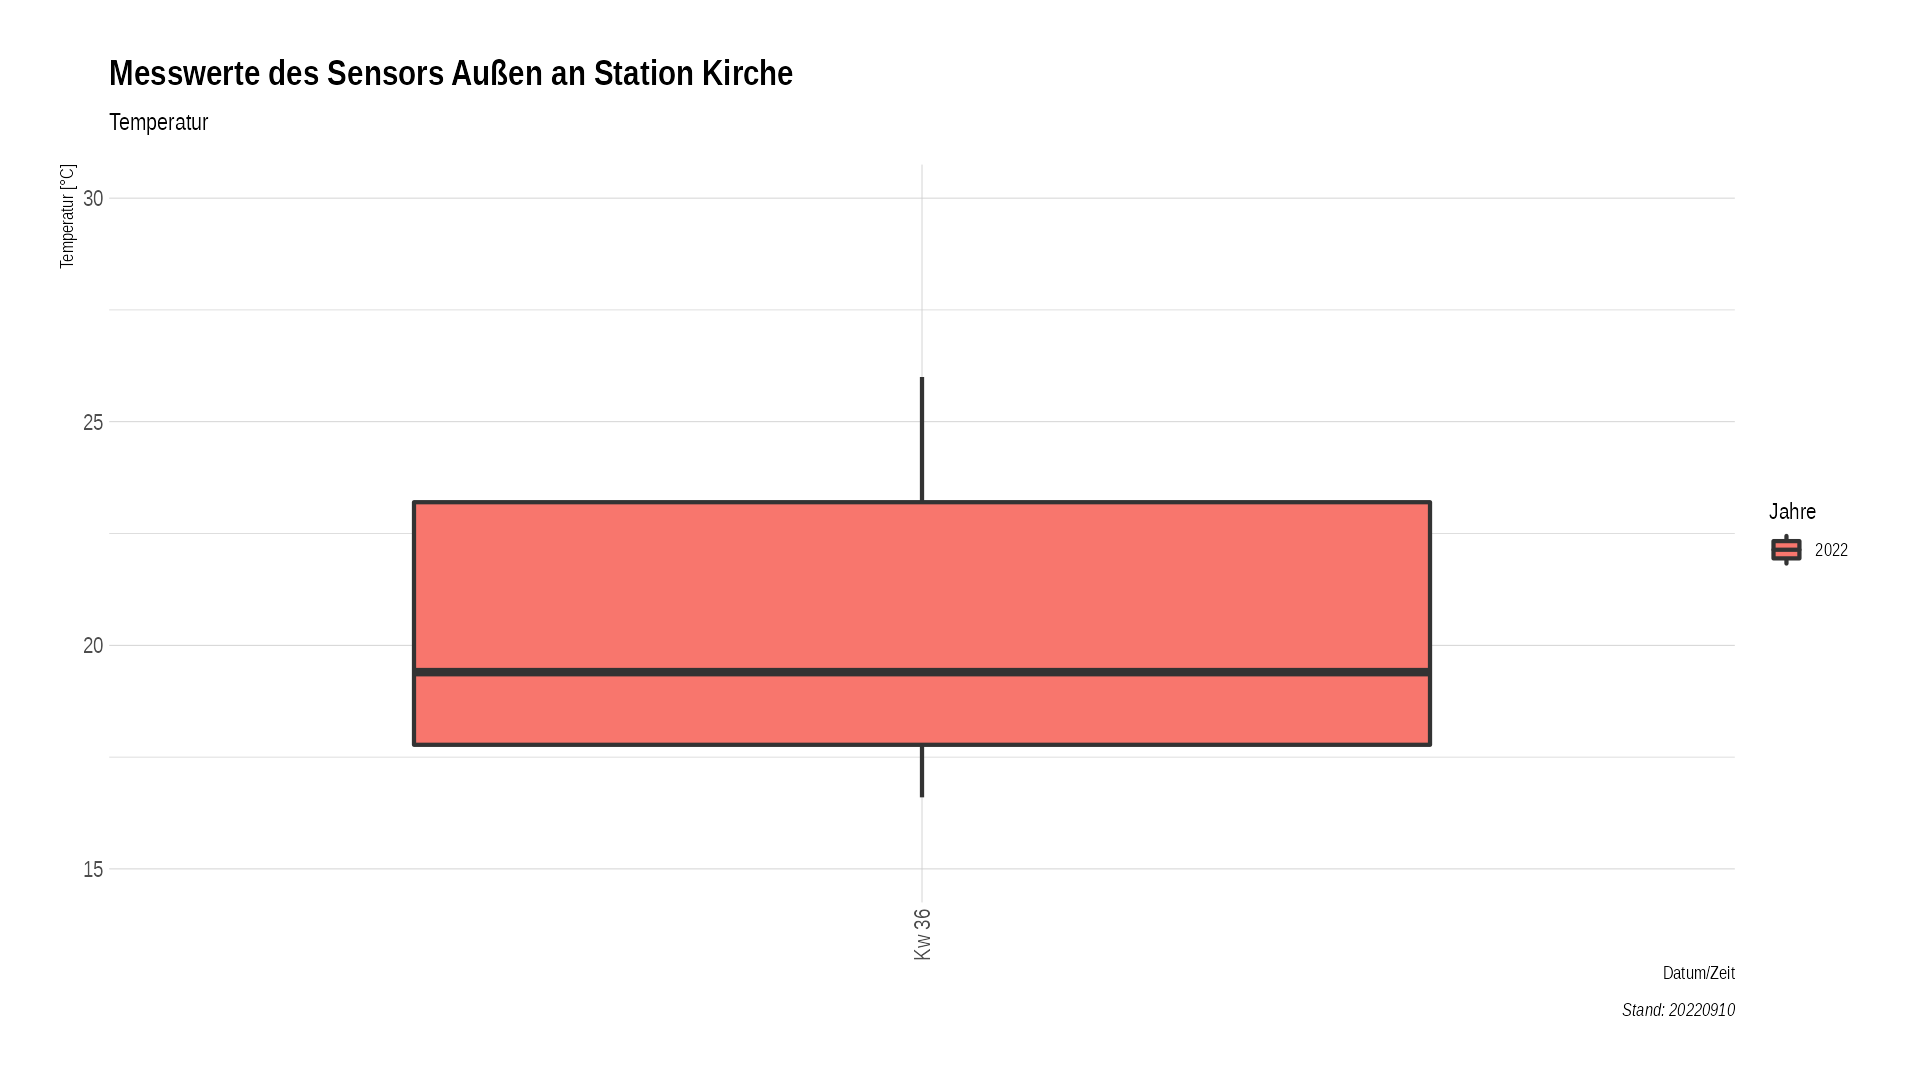 Messwerte des Sensors Außen an Station Kirche
Temperatur
Temperatur [°C]
30
25
20
15
Kw 36
Datum/Zeit
Stand: 20220910
Jahre
2022